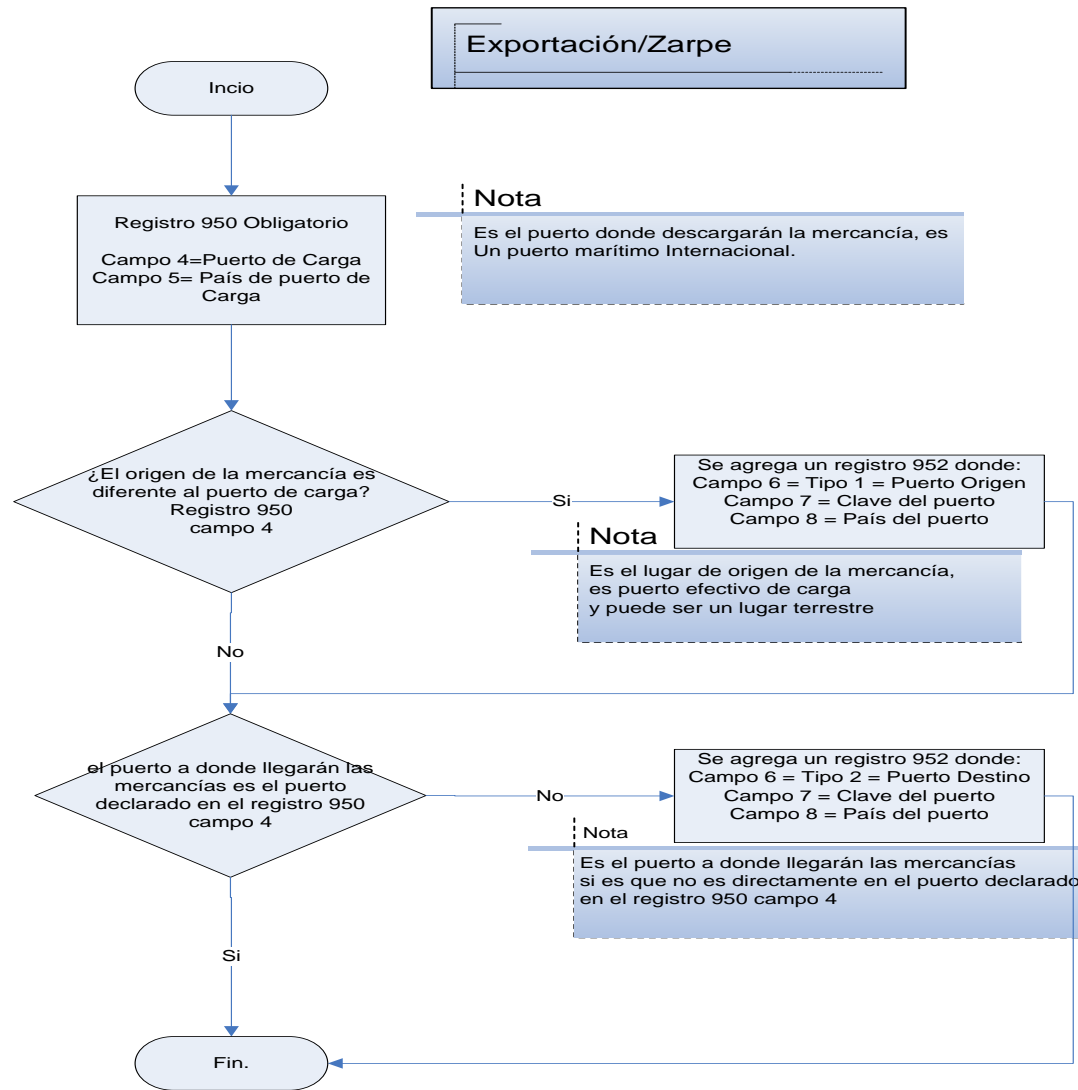 Exportación/Zarpe
Incio
Registro 950 Obligatorio
Campo 4=Puerto de Carga
Campo 5= País de puerto de
Carga
Nota
Es el puerto donde descargarán la mercancía, es
Un puerto marítimo Internacional.
¿El origen de la mercancía es
diferente al puerto de carga?
Registro 950
campo 4
Si
Se agrega un registro 952 donde:
Campo 6 = Tipo 1 = Puerto Origen
Campo 7 = Clave del puerto
Campo 8 = País del puerto
Nota
Es el lugar de origen de la mercancía,
es puerto efectivo de carga
y puede ser un lugar terrestre
No
el puerto a donde llegarán las
mercancías es el puerto
declarado en el registro 950
campo 4
No
Se agrega un registro 952 donde:
Campo 6 = Tipo 2 = Puerto Destino
Campo 7 = Clave del puerto
Campo 8 = País del puerto
Nota
Es el puerto a donde llegarán las mercancías
si es que no es directamente en el puerto declarado
en el registro 950 campo 4
Si
Fin.